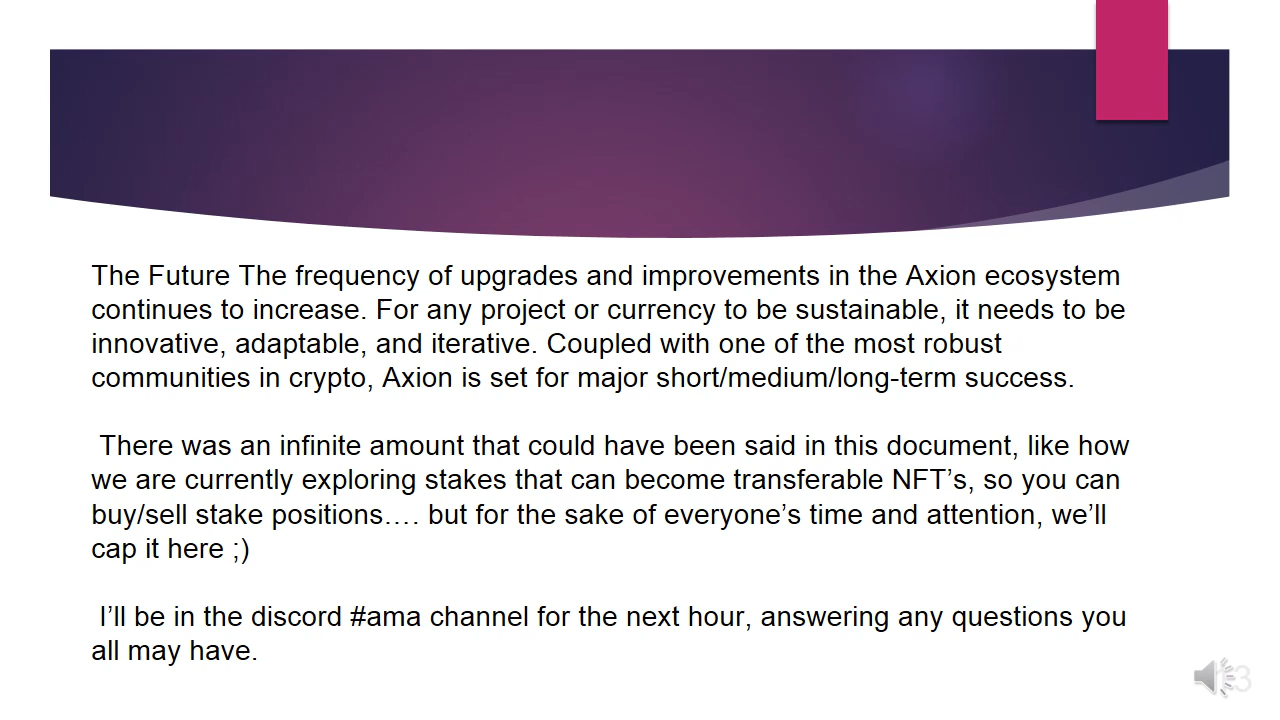 The Future The frequency of upgrades and improvements in the Axion ecosystem
continues to increase. For any project or currency to be sustainable, it needs to be
innovative, adaptable, and iterative. Coupled with one of the most robust
communities in crypto, Axion is set for major short/medium/long-term success.
There was an infinite amount that could have been said in this document, like how
we are currently exploring stakes that can become transferable NFT’s, so you can
buy/sell stake positions…. but for the sake of everyone’s time and attention, we’ll
cap it here ;)
I’ll be in the discord #ama channel for the next hour, answering any questions you
all may have.